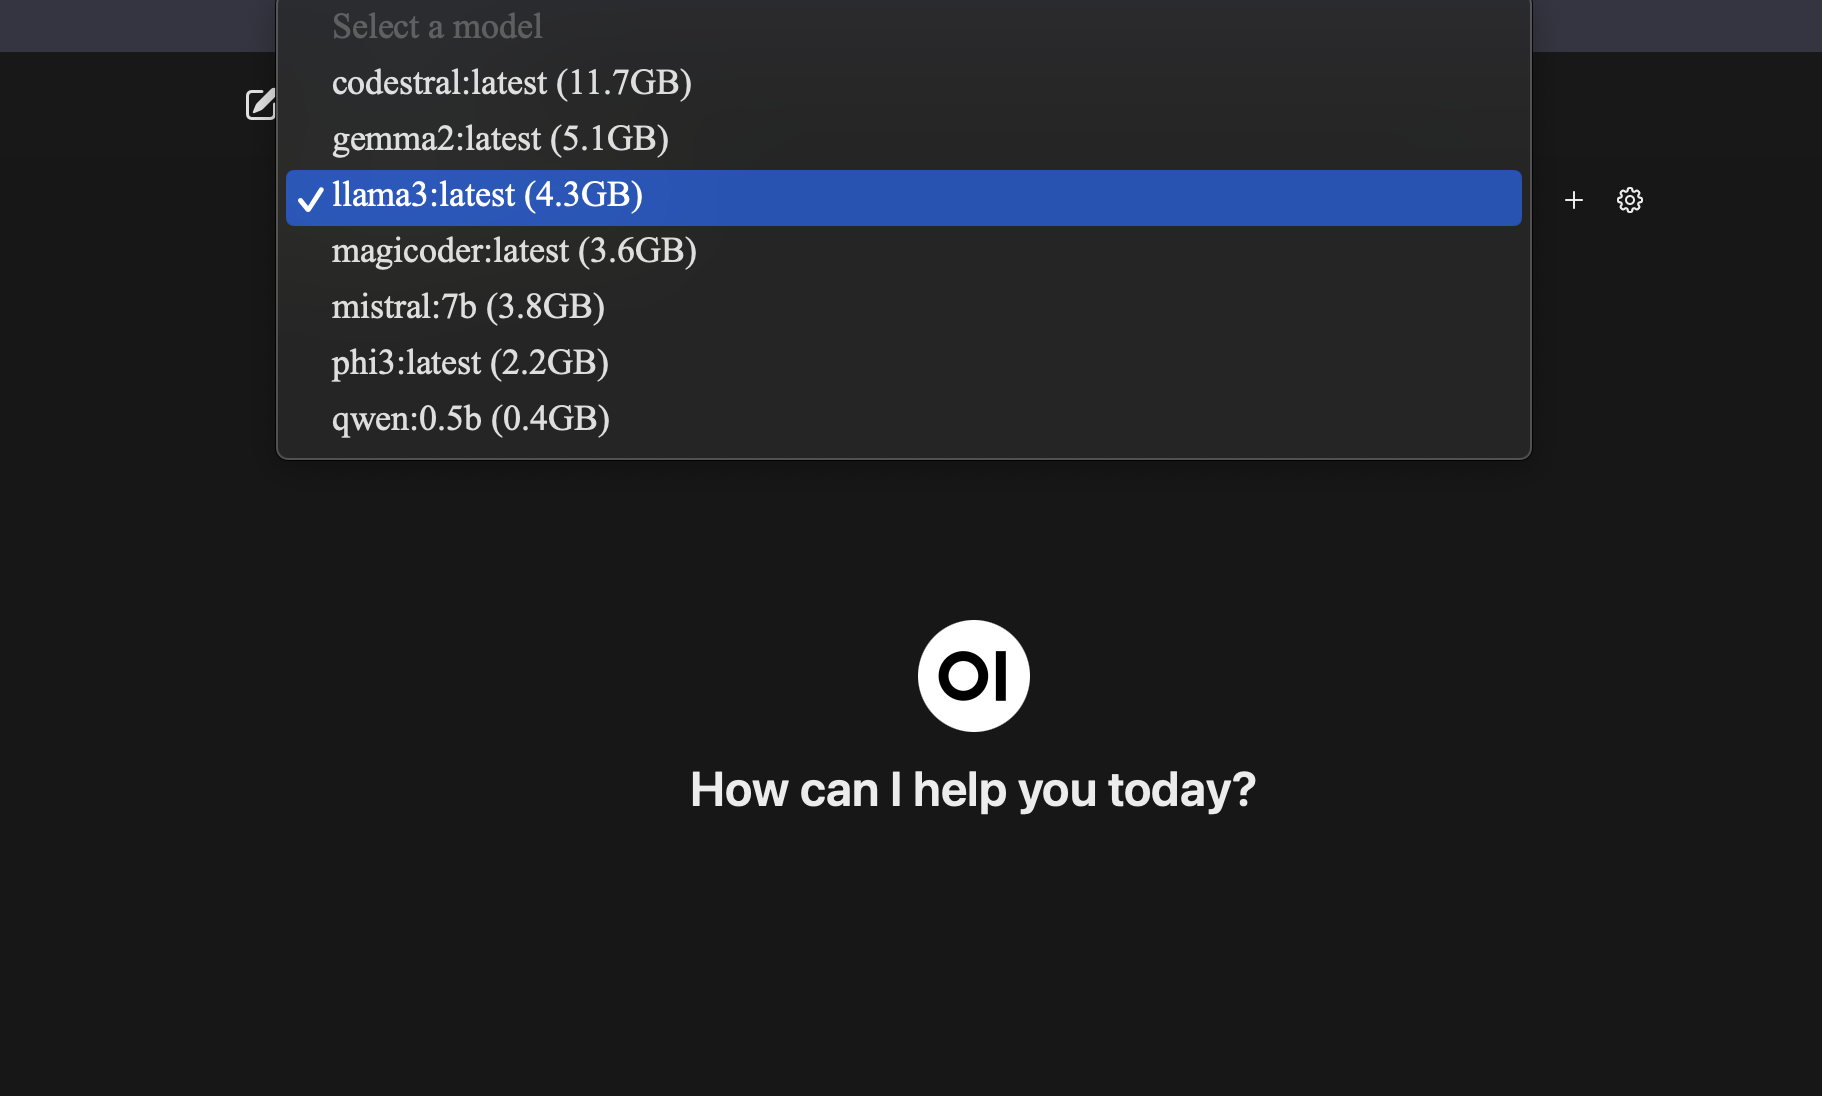 Select a model
codestral:latest (11.7GB)
gemma2:latest (5.1GB)
llama3:latest (4.3GB)
magicoder:latest (3.6GB)
mistral:7b (3.8GB)
phi3:latest (2.2GB)
qwen:0.5b (0.4GB)
OI
How can I help you today?